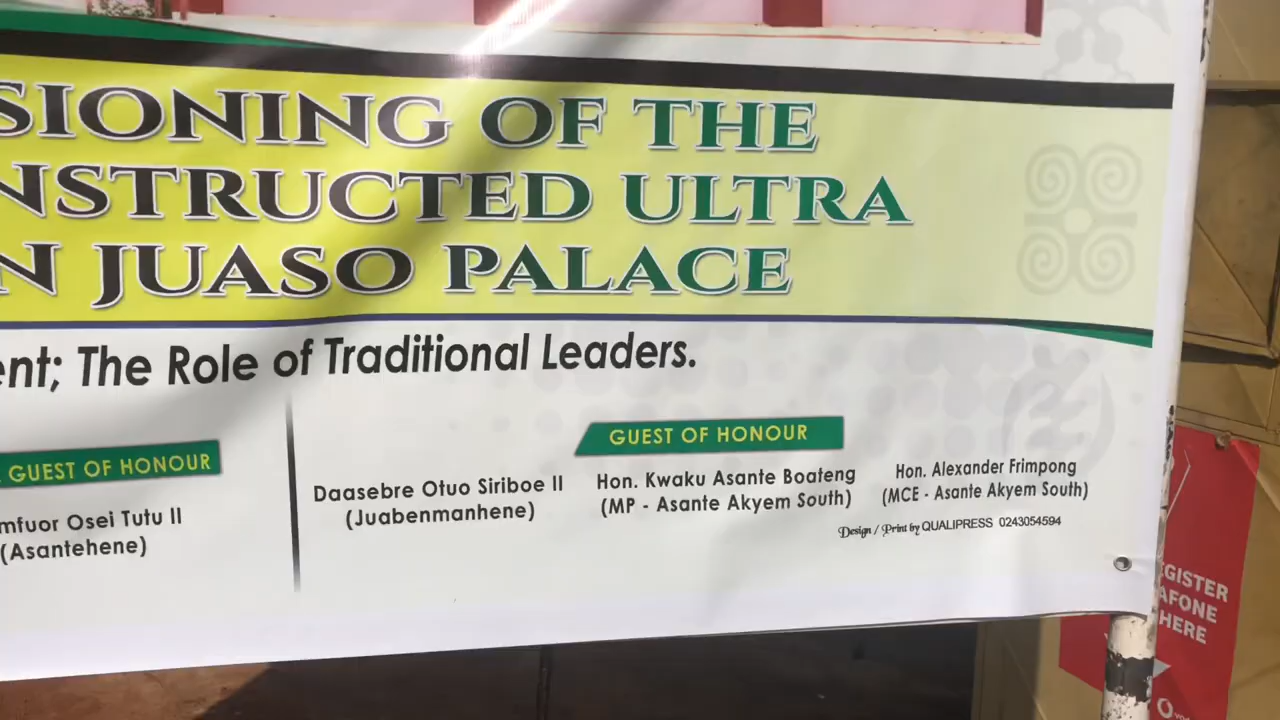 SIONING OF THE
NSTRUCTED ULTRA
N JUASO PALACE
ent; The Role of Traditional Leaders.
GUEST OF HONOUR
mfuor Osei Tutu II
(Asantehene)
GUEST OF HONOUR
Daasebre Otuo Siriboe II
(Juabenmanhene)
Hon. Kwaku Asante Boateng
(MP - Asante Akyem South)
Hon. Alexander Frimpong
(MCE - Asante Akyem South)
Design / Print by QUALIPRESS 0243054594
GISTER
AFONE
HERE